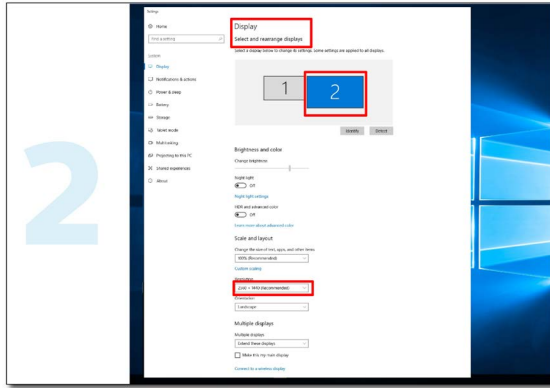 Settings
Home
Display
Find a setting
Select and rearrange displays
Select a display below to change its settings. Some settings are applied to all displays.
System
Display
Notifications & actions
Power & sleep
Battery
Storage
Tablet mode
Multitasking
Projecting to this PC
Shared experiences
About
1
2
Identify
Detect
Brightness and color
Change brightness
Night light
Off
Night light settings
HDR and advanced color
Off
Learn more about advanced color
Scale and layout
Change the size of text, apps, and other items
100% (Recommended)
Custom scaling
Resolution
2560 × 1440 (Recommended)
Orientation
Landscape
Multiple displays
Multiple displays
Extend these displays
Make this my main display
Connect to a wireless display
2